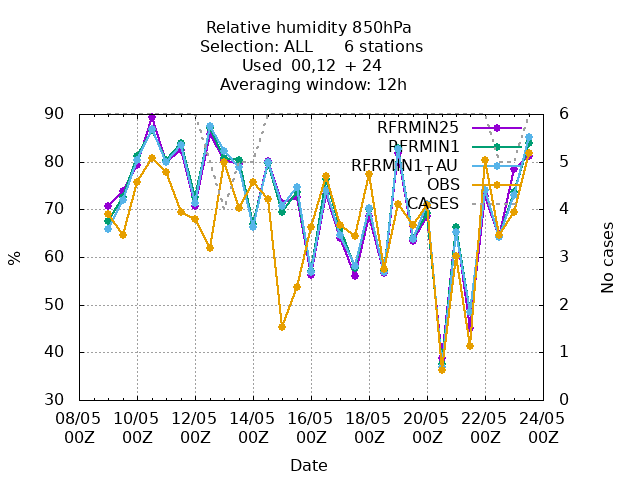 Relative humidity 850hPa
Selection: ALL 6 stations
Used 00,12 + 24
Averaging window: 12h
90 6
RFRMIN25
RFRMIN1
80 5
RFRMIN1TAU
OBS
CASES
70 4
60 3
50 2
40 1
30 0
% No cases
08/05 10/05 12/05 14/05 16/05 18/05 20/05 22/05 24/05
00Z 00Z 00Z 00Z 00Z 00Z 00Z 00Z 00Z
Date